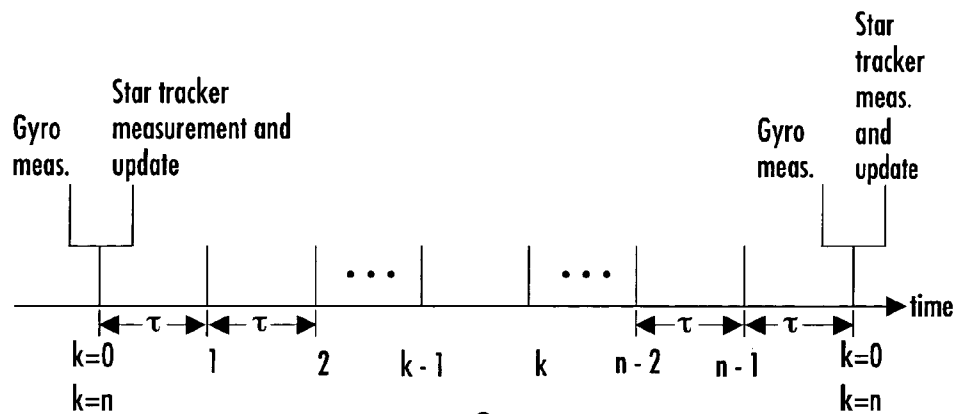 Star
tracker
meas.
and
update
Star tracker
measurement and
update
Gyro
meas.
Gyro
meas.
time
τ τ τ τ
k=0 1 2 k - 1 k n - 2 n - 1 k=0
k=n k=n